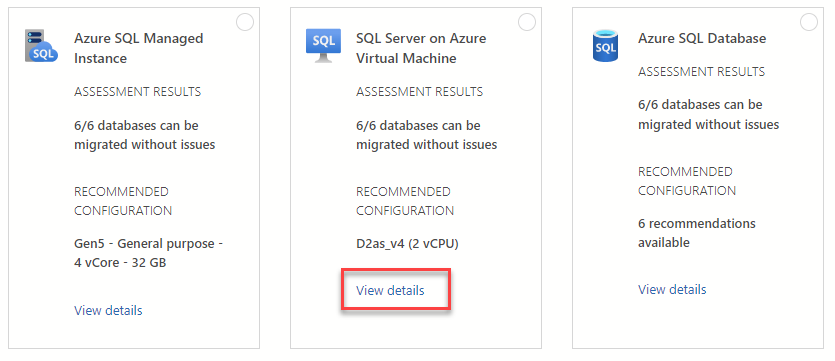 Azure SQL Managed
Instance
ASSESSMENT RESULTS
6/6 databases can be
migrated without issues
RECOMMENDED
CONFIGURATION
Gen5 - General purpose -
4 vCore - 32 GB
View details
SQL
SQL Server on Azure
Virtual Machine
ASSESSMENT RESULTS
6/6 databases can be
migrated without issues
RECOMMENDED
CONFIGURATION
D2as_v4 (2 vCPU)
View details
SQL
Azure SQL Database
ASSESSMENT RESULTS
6/6 databases can be
migrated without issues
RECOMMENDED
CONFIGURATION
6 recommendations
available
View details
SQL